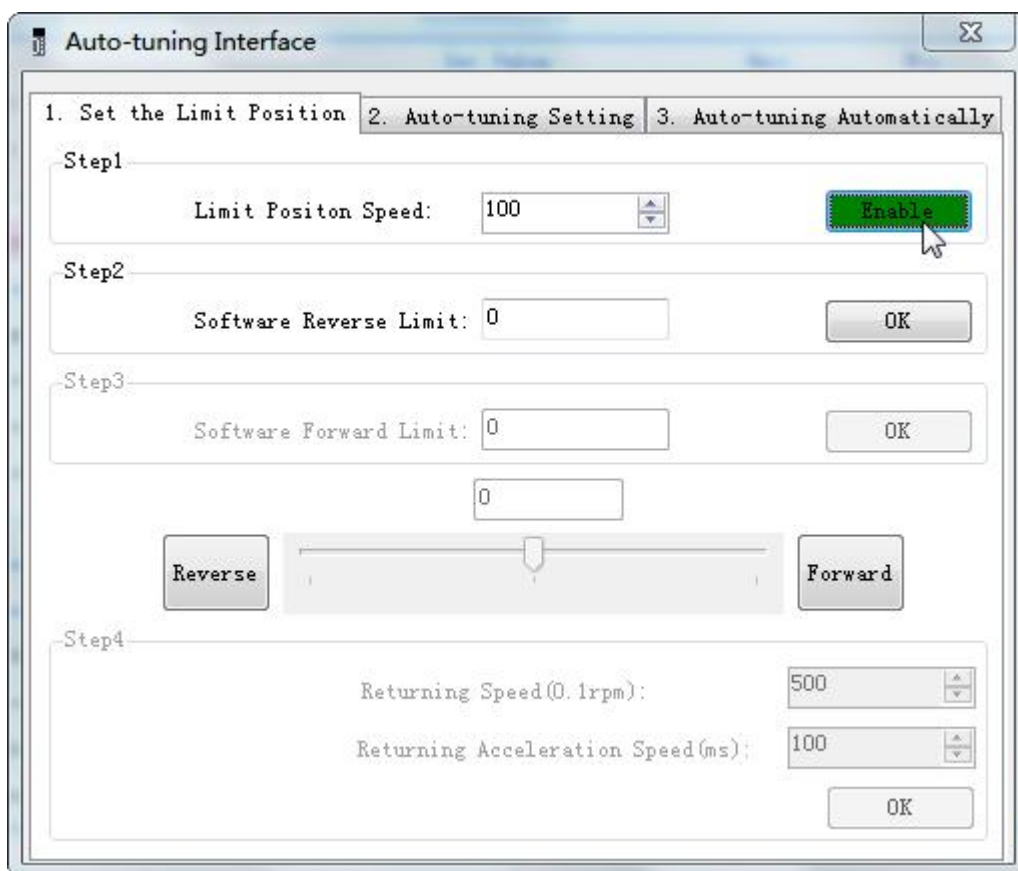 Auto-tuning Interface
1. Set the Limit Position 2. Auto-tuning Setting 3. Auto-tuning Automatically
Step1
Limit Positon Speed: 100 Enable
Step2
Software Reverse Limit: 0 OK
Step3
Software Forward Limit: 0 OK
0
Reverse Forward
Step4
Returning Speed(0.1rpm): 500
Returning Acceleration Speed(ms): 100
OK